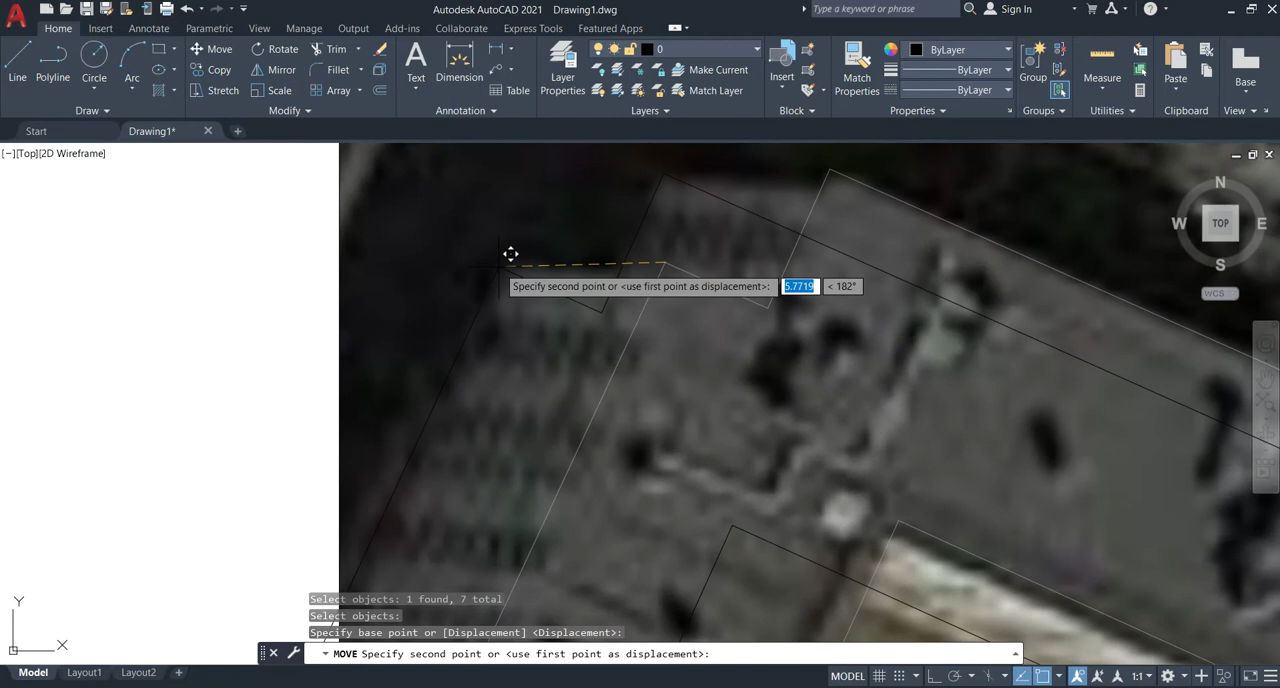 Autodesk AutoCAD 2021 Drawing1.dwg
Type a keyword or phrase
Sign In
Home Insert Annotate Parametric View Manage Output Add-ins Collaborate Express Tools Featured Apps
Line
Polyline
Circle
Arc
Move
Rotate
Trim
Copy
Mirror
Fillet
Stretch
Scale
Array
Text
Dimension
Table
Layer
Properties
0
Make Current
Match Layer
Insert
Match
Properties
ByLayer
ByLayer
ByLayer
Group
Measure
Paste
Base
Draw
Modify
Annotation
Layers
Block
Properties
Groups
Utilities
Clipboard
View
Start
Drawing1*
[−][Top][2D Wireframe]
N
W TOP E
S
WCS
Specify second point or <use first point as displacement>: 5.7719 < 182°
Select objects: 1 found, 7 total
Select objects:
Specify base point or [Displacement] <Displacement>:
MOVE Specify second point or <use first point as displacement>:
Y
X
Model Layout1 Layout2
MODEL
1:1